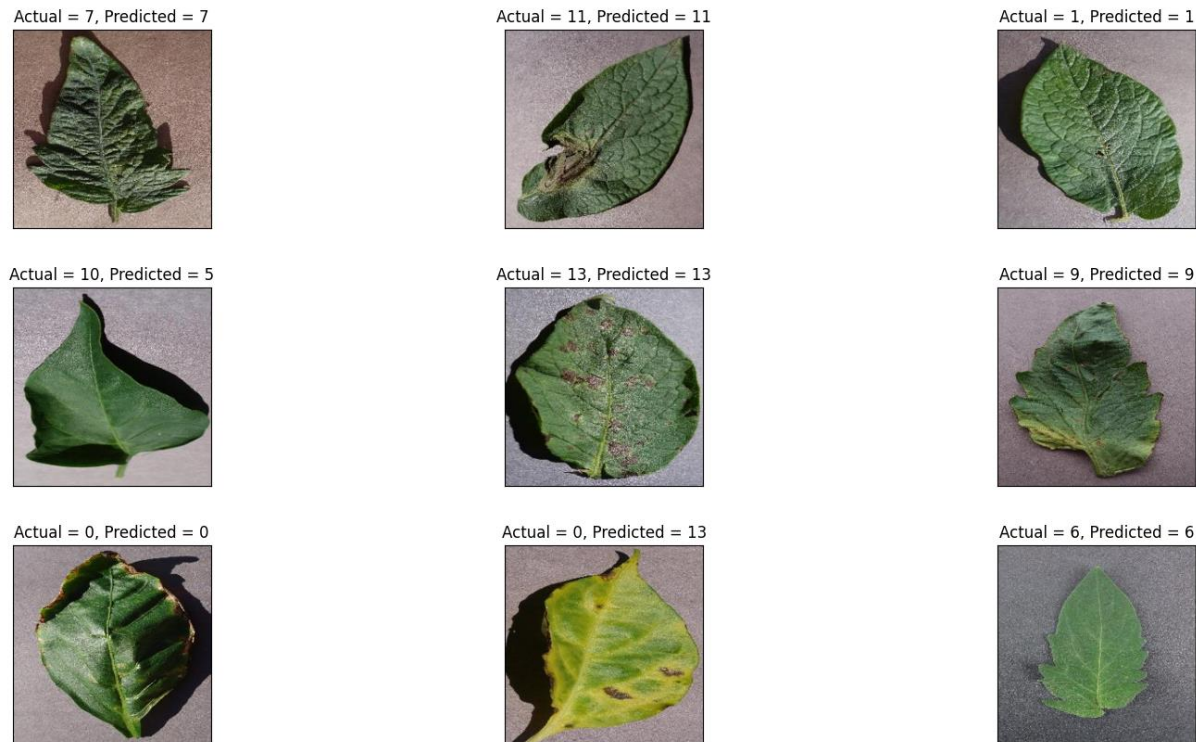 Actual = 7, Predicted = 7
Actual = 11, Predicted = 11
Actual = 1, Predicted = 1
Actual = 10, Predicted = 5
Actual = 13, Predicted = 13
Actual = 9, Predicted = 9
Actual = 0, Predicted = 0
Actual = 0, Predicted = 13
Actual = 6, Predicted = 6